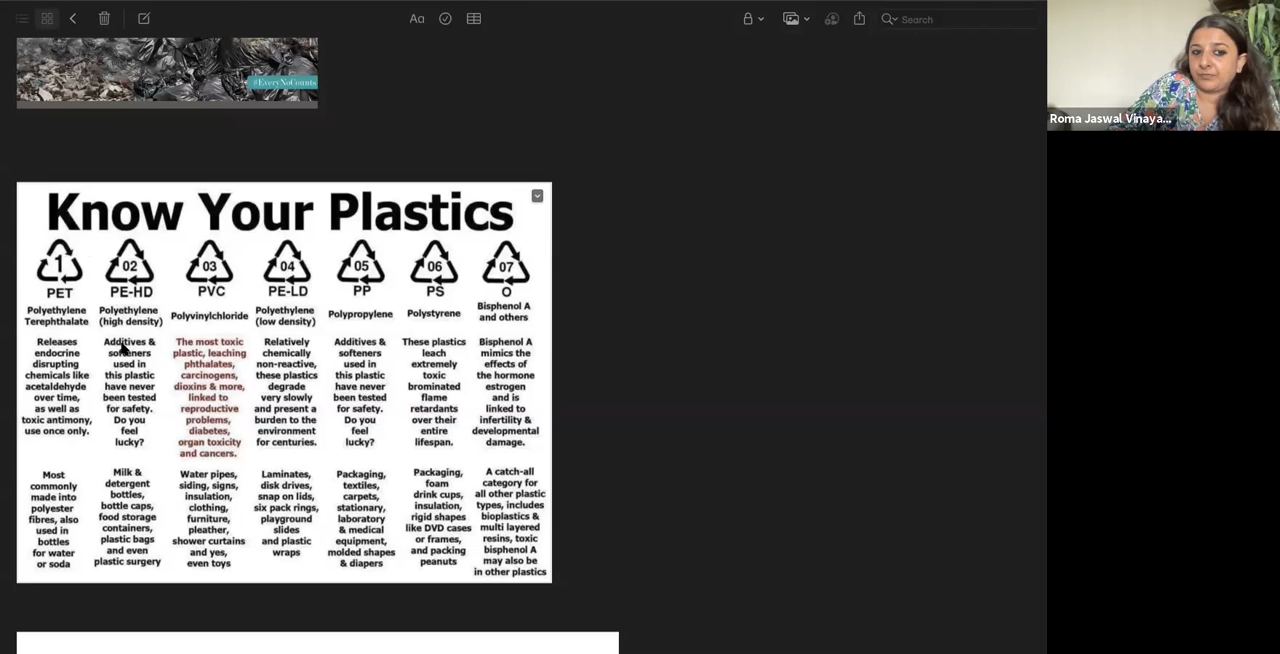 Aa
Search
#EveryNoCounts
Roma Jaswal Vinaya...
Know Your Plastics
1
PET
Polyethylene
Terephthalate
Releases
endocrine
disrupting
chemicals like
acetaldehyde
over time,
as well as
toxic antimony,
use once only.
Most
commonly
made into
polyester
fibres, also
used in
bottles
for water
or soda
02
PE-HD
Polyethylene
(high density)
Additives &
softeners
used in
this plastic
have never
been tested
for safety.
Do you
feel
lucky?
Milk &
detergent
bottles,
bottle caps,
food storage
containers,
plastic bags
and even
plastic surgery
03
PVC
Polyvinylchloride
The most toxic
plastic, leaching
phthalates,
carcinogens,
dioxins & more,
linked to
reproductive
problems,
diabetes,
organ toxicity
and cancers.
Water pipes,
siding, signs,
insulation,
clothing,
furniture,
pleather,
shower curtains
and yes,
even toys
04
PE-LD
Polyethylene
(low density)
Relatively
chemically
non-reactive,
these plastics
degrade
very slowly
and present a
burden to the
environment
for centuries.
Laminates,
disk drives,
snap on lids,
six pack rings,
playground
slides
and plastic
wraps
05
PP
Polypropylene
Additives &
softeners
used in
this plastic
have never
been tested
for safety.
Do you
feel
lucky?
Packaging,
textiles,
carpets,
stationary,
laboratory
& medical
equipment,
molded shapes
& diapers
06
PS
Polystyrene
These plastics
leach
extremely
toxic
brominated
flame
retardants
over their
entire
lifespan.
Packaging,
foam
drink cups,
insulation,
rigid shapes
like DVD cases
or frames,
and packing
peanuts
07
O
Bisphenol A
and others
Bisphenol A
mimics the
effects of
the hormone
estrogen
and is
linked to
infertility &
developmental
damage.
A catch-all
category for
all other plastic
types, includes
bioplastics &
multi layered
resins, toxic
bisphenol A
may also be
in other plastics